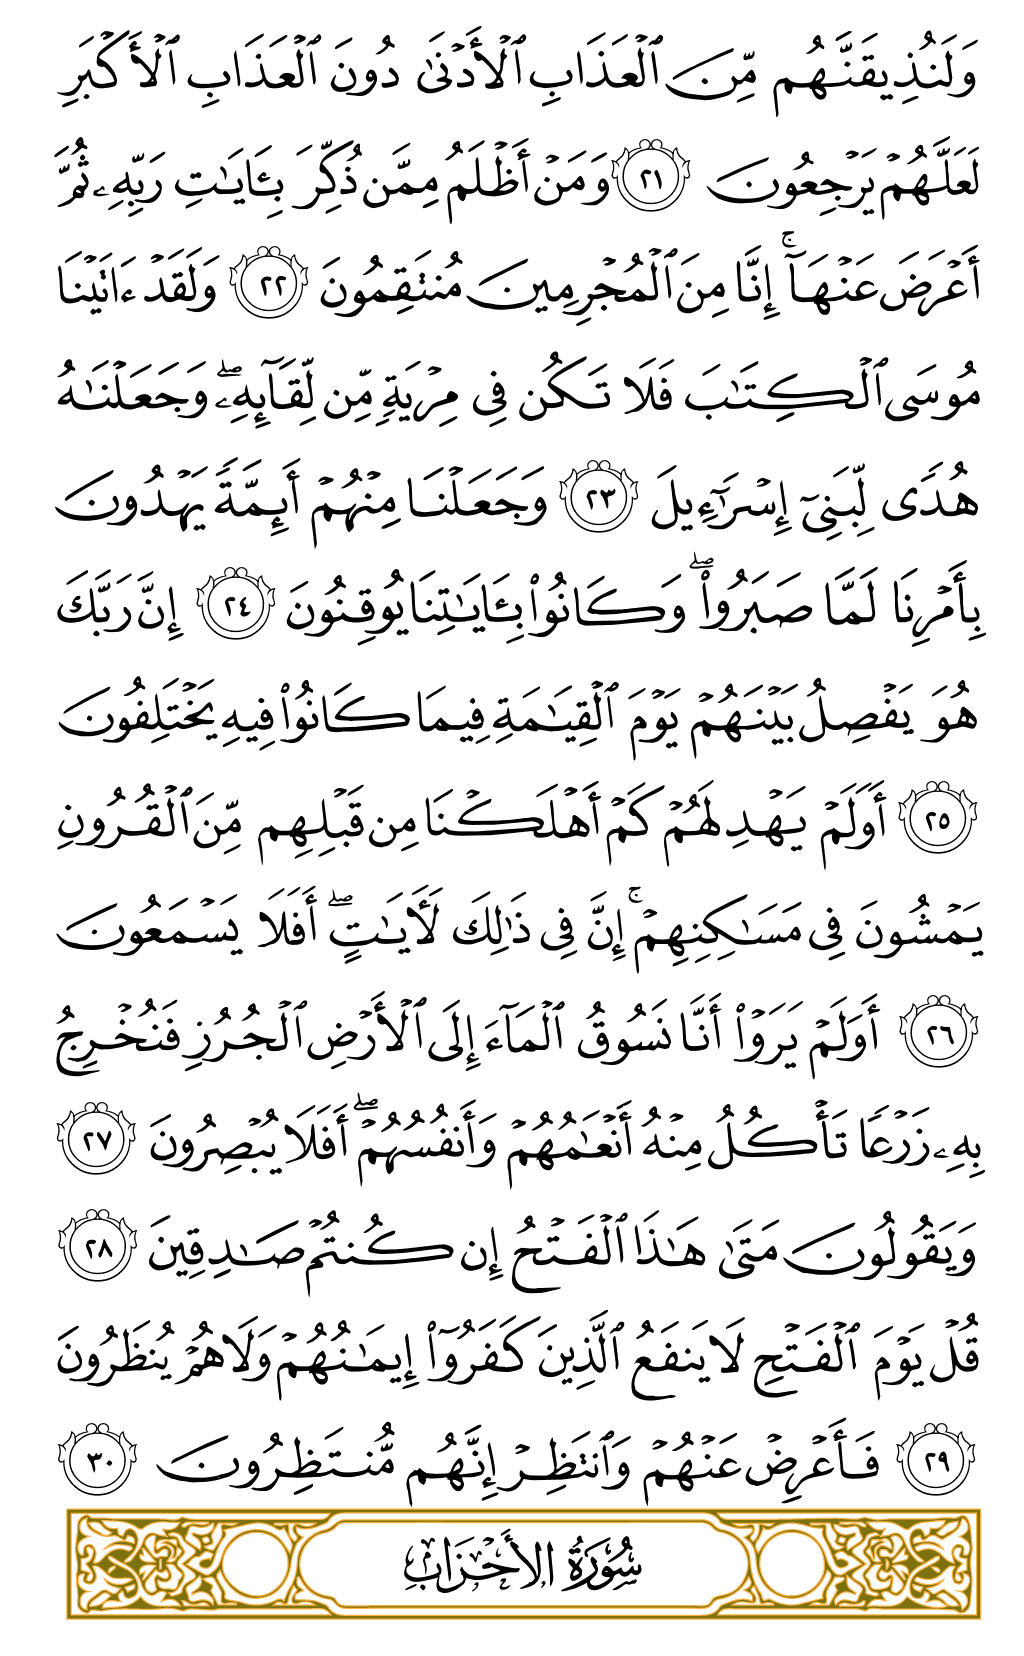 وَلَنُذِيقَنَّهُم مِّنَ ٱلْعَذَابِ ٱلْأَدْنَىٰ دُونَ ٱلْعَذَابِ ٱلْأَكْبَرِ
لَعَلَّهُمْ يَرْجِعُونَ ٢١ وَمَنْ أَظْلَمُ مِمَّن ذُكِّرَ بِـَٔايَـٰتِ رَبِّهِۦ ثُمَّ
أَعْرَضَ عَنْهَآ ۚ إِنَّا مِنَ ٱلْمُجْرِمِينَ مُنتَقِمُونَ ٢٢ وَلَقَدْ ءَاتَيْنَا
مُوسَى ٱلْكِتَـٰبَ فَلَا تَكُن فِى مِرْيَةٍ مِّن لِّقَآئِهِۦ ۖ وَجَعَلْنَـٰهُ
هُدًى لِّبَنِىٓ إِسْرَٰٓءِيلَ ٢٣ وَجَعَلْنَا مِنْهُمْ أَئِمَّةً يَهْدُونَ
بِأَمْرِنَا لَمَّا صَبَرُوا۟ ۖ وَكَانُوا۟ بِـَٔايَـٰتِنَا يُوقِنُونَ ٢٤ إِنَّ رَبَّكَ
هُوَ يَفْصِلُ بَيْنَهُمْ يَوْمَ ٱلْقِيَـٰمَةِ فِيمَا كَانُوا۟ فِيهِ يَخْتَلِفُونَ
٢٥ أَوَلَمْ يَهْدِ لَهُمْ كَمْ أَهْلَكْنَا مِن قَبْلِهِم مِّنَ ٱلْقُرُونِ
يَمْشُونَ فِى مَسَـٰكِنِهِمْ ۚ إِنَّ فِى ذَٰلِكَ لَـَٔايَـٰتٍ ۖ أَفَلَا يَسْمَعُونَ
٢٦ أَوَلَمْ يَرَوْا۟ أَنَّا نَسُوقُ ٱلْمَآءَ إِلَى ٱلْأَرْضِ ٱلْجُرُزِ فَنُخْرِجُ
بِهِۦ زَرْعًا تَأْكُلُ مِنْهُ أَنْعَـٰمُهُمْ وَأَنفُسُهُمْ ۖ أَفَلَا يُبْصِرُونَ ٢٧
وَيَقُولُونَ مَتَىٰ هَـٰذَا ٱلْفَتْحُ إِن كُنتُمْ صَـٰدِقِينَ ٢٨
قُلْ يَوْمَ ٱلْفَتْحِ لَا يَنفَعُ ٱلَّذِينَ كَفَرُوٓا۟ إِيمَـٰنُهُمْ وَلَا هُمْ يُنظَرُونَ
٢٩ فَأَعْرِضْ عَنْهُمْ وَٱنتَظِرْ إِنَّهُم مُّنتَظِرُونَ ٣٠
سُورَةُ الأَحْزَابِ